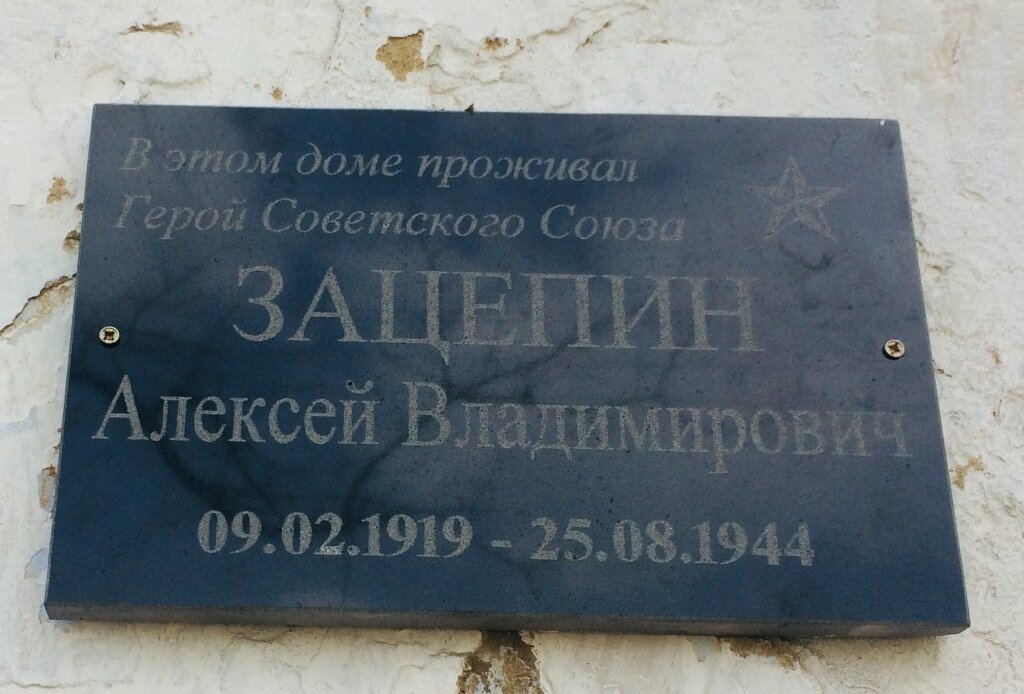 В этом доме проживал
Герой Советского Союза
ЗАЦЕПИН
Алексей Владимирович
09.02.1919 - 25.08.1944